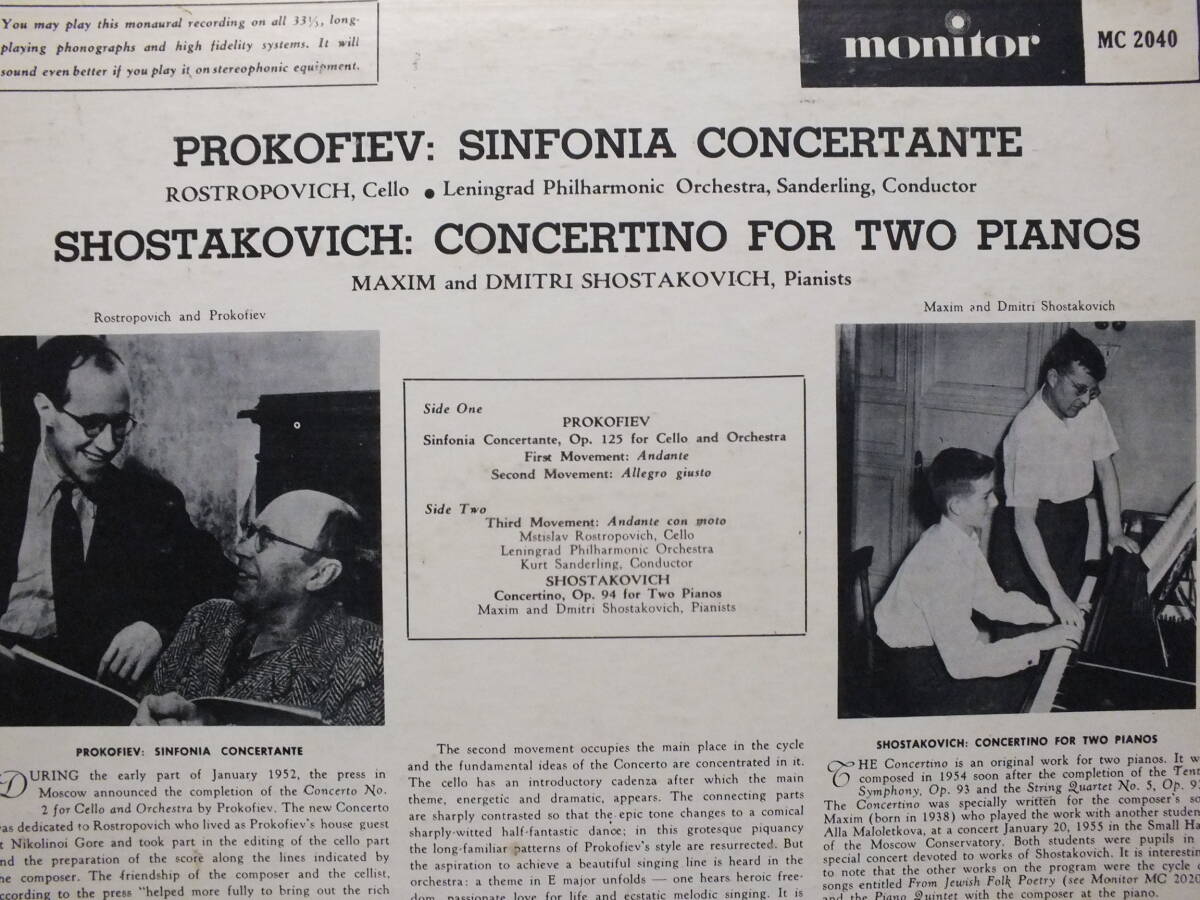 You may play this monaural recording on all 33⅓, long-
playing phonographs and high fidelity systems. It will
sound even better if you play it on stereophonic equipment.
monitor
MC 2040
PROKOFIEV: SINFONIA CONCERTANTE
ROSTROPOVICH, Cello • Leningrad Philharmonic Orchestra, Sanderling, Conductor
SHOSTAKOVICH: CONCERTINO FOR TWO PIANOS
MAXIM and DMITRI SHOSTAKOVICH, Pianists
Rostropovich and Prokofiev
Maxim and Dmitri Shostakovich
Side One
PROKOFIEV
Sinfonia Concertante, Op. 125 for Cello and Orchestra
First Movement: Andante
Second Movement: Allegro giusto
Side Two
Third Movement: Andante con moto
Mstislav Rostropovich, Cello
Leningrad Philharmonic Orchestra
Kurt Sanderling, Conductor
SHOSTAKOVICH
Concertino, Op. 94 for Two Pianos
Maxim and Dmitri Shostakovich, Pianists
PROKOFIEV: SINFONIA CONCERTANTE
DURING the early part of January 1952, the press in
Moscow announced the completion of the Concerto No.
2 for Cello and Orchestra by Prokofiev. The new Concerto
was dedicated to Rostropovich who lived as Prokofiev's house guest
at Nikolinoi Gore and took part in the editing of the cello part
and the preparation of the score along the lines indicated by
the composer. The friendship of the composer and the cellist,
according to the press "helped more fully to bring out the rich
The second movement occupies the main place in the cycle
and the fundamental ideas of the Concerto are concentrated in it.
The cello has an introductory cadenza after which the main
theme, energetic and dramatic, appears. The connecting parts
are sharply contrasted so that the epic tone changes to a comical
sharply-witted half-fantastic dance; in this grotesque piquancy
the long-familiar patterns of Prokofiev's style are resurrected. But
the aspiration to achieve a beautiful singing line is heard in the
orchestra: a theme in E major unfolds — one hears heroic free-
dom, passionate love for life and ecstatic melodic singing. It is
SHOSTAKOVICH: CONCERTINO FOR TWO PIANOS
THE Concertino is an original work for two pianos. It w
composed in 1954 soon after the completion of the Tent
Symphony, Op. 93 and the String Quartet No. 5, Op. 9
The Concertino was specially written for the composer's so
Maxim (born in 1938) who played the work with another studen
Alla Maloletkova, at a concert January 20, 1955 in the Small Ha
of the Moscow Conservatory. Both students were pupils in
special concert devoted to works of Shostakovich. It is interestin
to note that the other works on the program were the cycle o
songs entitled From Jewish Folk Poetry (see Monitor MC 2020
and the Piano Quintet with the composer at the piano.